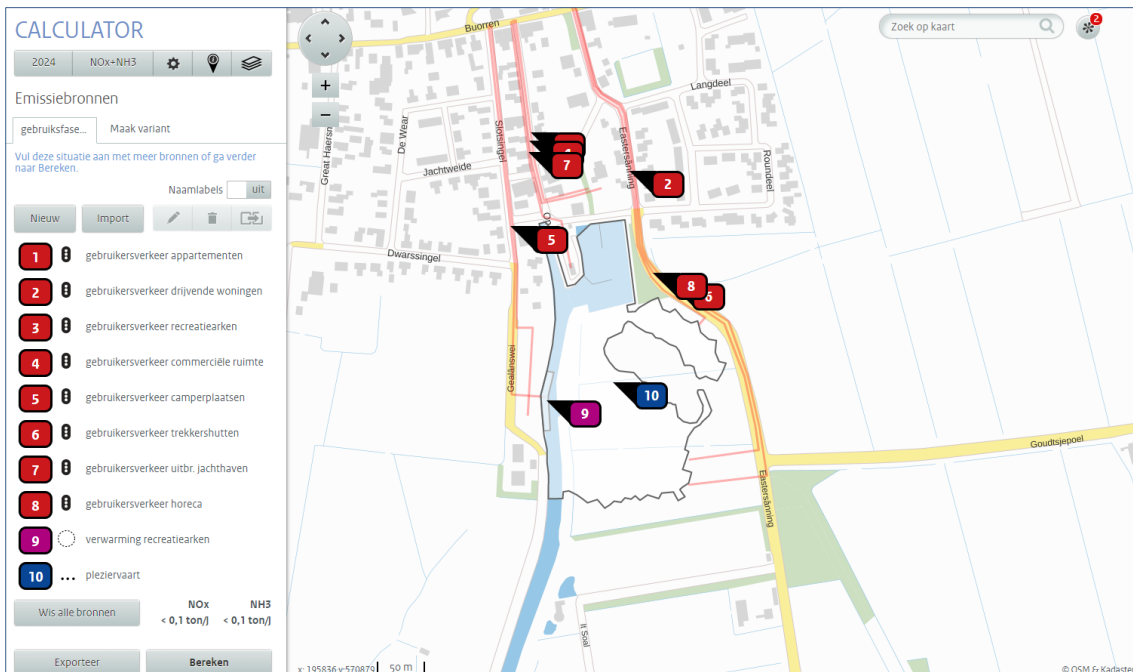 CALCULATOR
2024
NOx+NH3
Emissiebronnen
gebruiksfase...
Maak variant
Vul deze situatie aan met meer bronnen of ga verder
naar Bereken.
Naamlabels
uit
Nieuw
Import
1 gebruikersverkeer appartementen
2 gebruikersverkeer drijvende woningen
3 gebruikersverkeer recreatiearken
4 gebruikersverkeer commerciële ruimte
5 gebruikersverkeer camperplaatsen
6 gebruikersverkeer trekkershutten
7 gebruikersverkeer uitbr. jachthaven
8 gebruikersverkeer horeca
9 verwarming recreatiearken
10 pleziervaart
Wis alle bronnen
NOx NH3
< 0,1 ton/j < 0,1 ton/j
Exporteer
Bereken
Zoek op kaart
2
Buorren
Langdeel
De Wear
Slotsingel
Great Haersn
Jachtweide
Eastersânning
Roundeel
7
2
5
Dwarssingel
8
6
Gealânswei
10
9
Goudtsjepoel
Eastersânning
It Soal
x: 195836 y:570879
50 m
© OSM & Kadaster